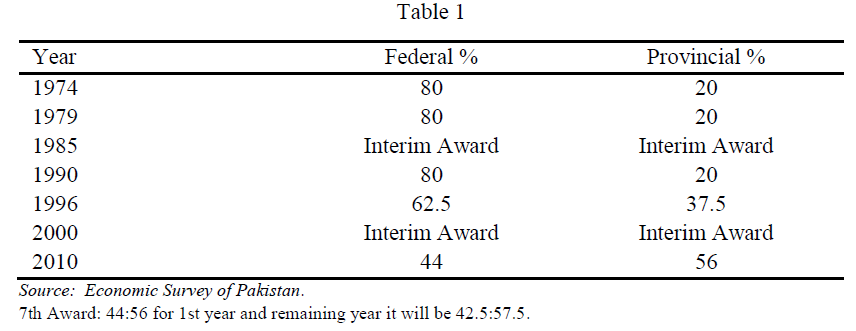 Table 1
Year Federal % Provincial %
1974 80 20
1979 80 20
1985 Interim Award Interim Award
1990 80 20
1996 62.5 37.5
2000 Interim Award Interim Award
2010 44 56
Source: Economic Survey of Pakistan.
7th Award: 44:56 for 1st year and remaining year it will be 42.5:57.5.